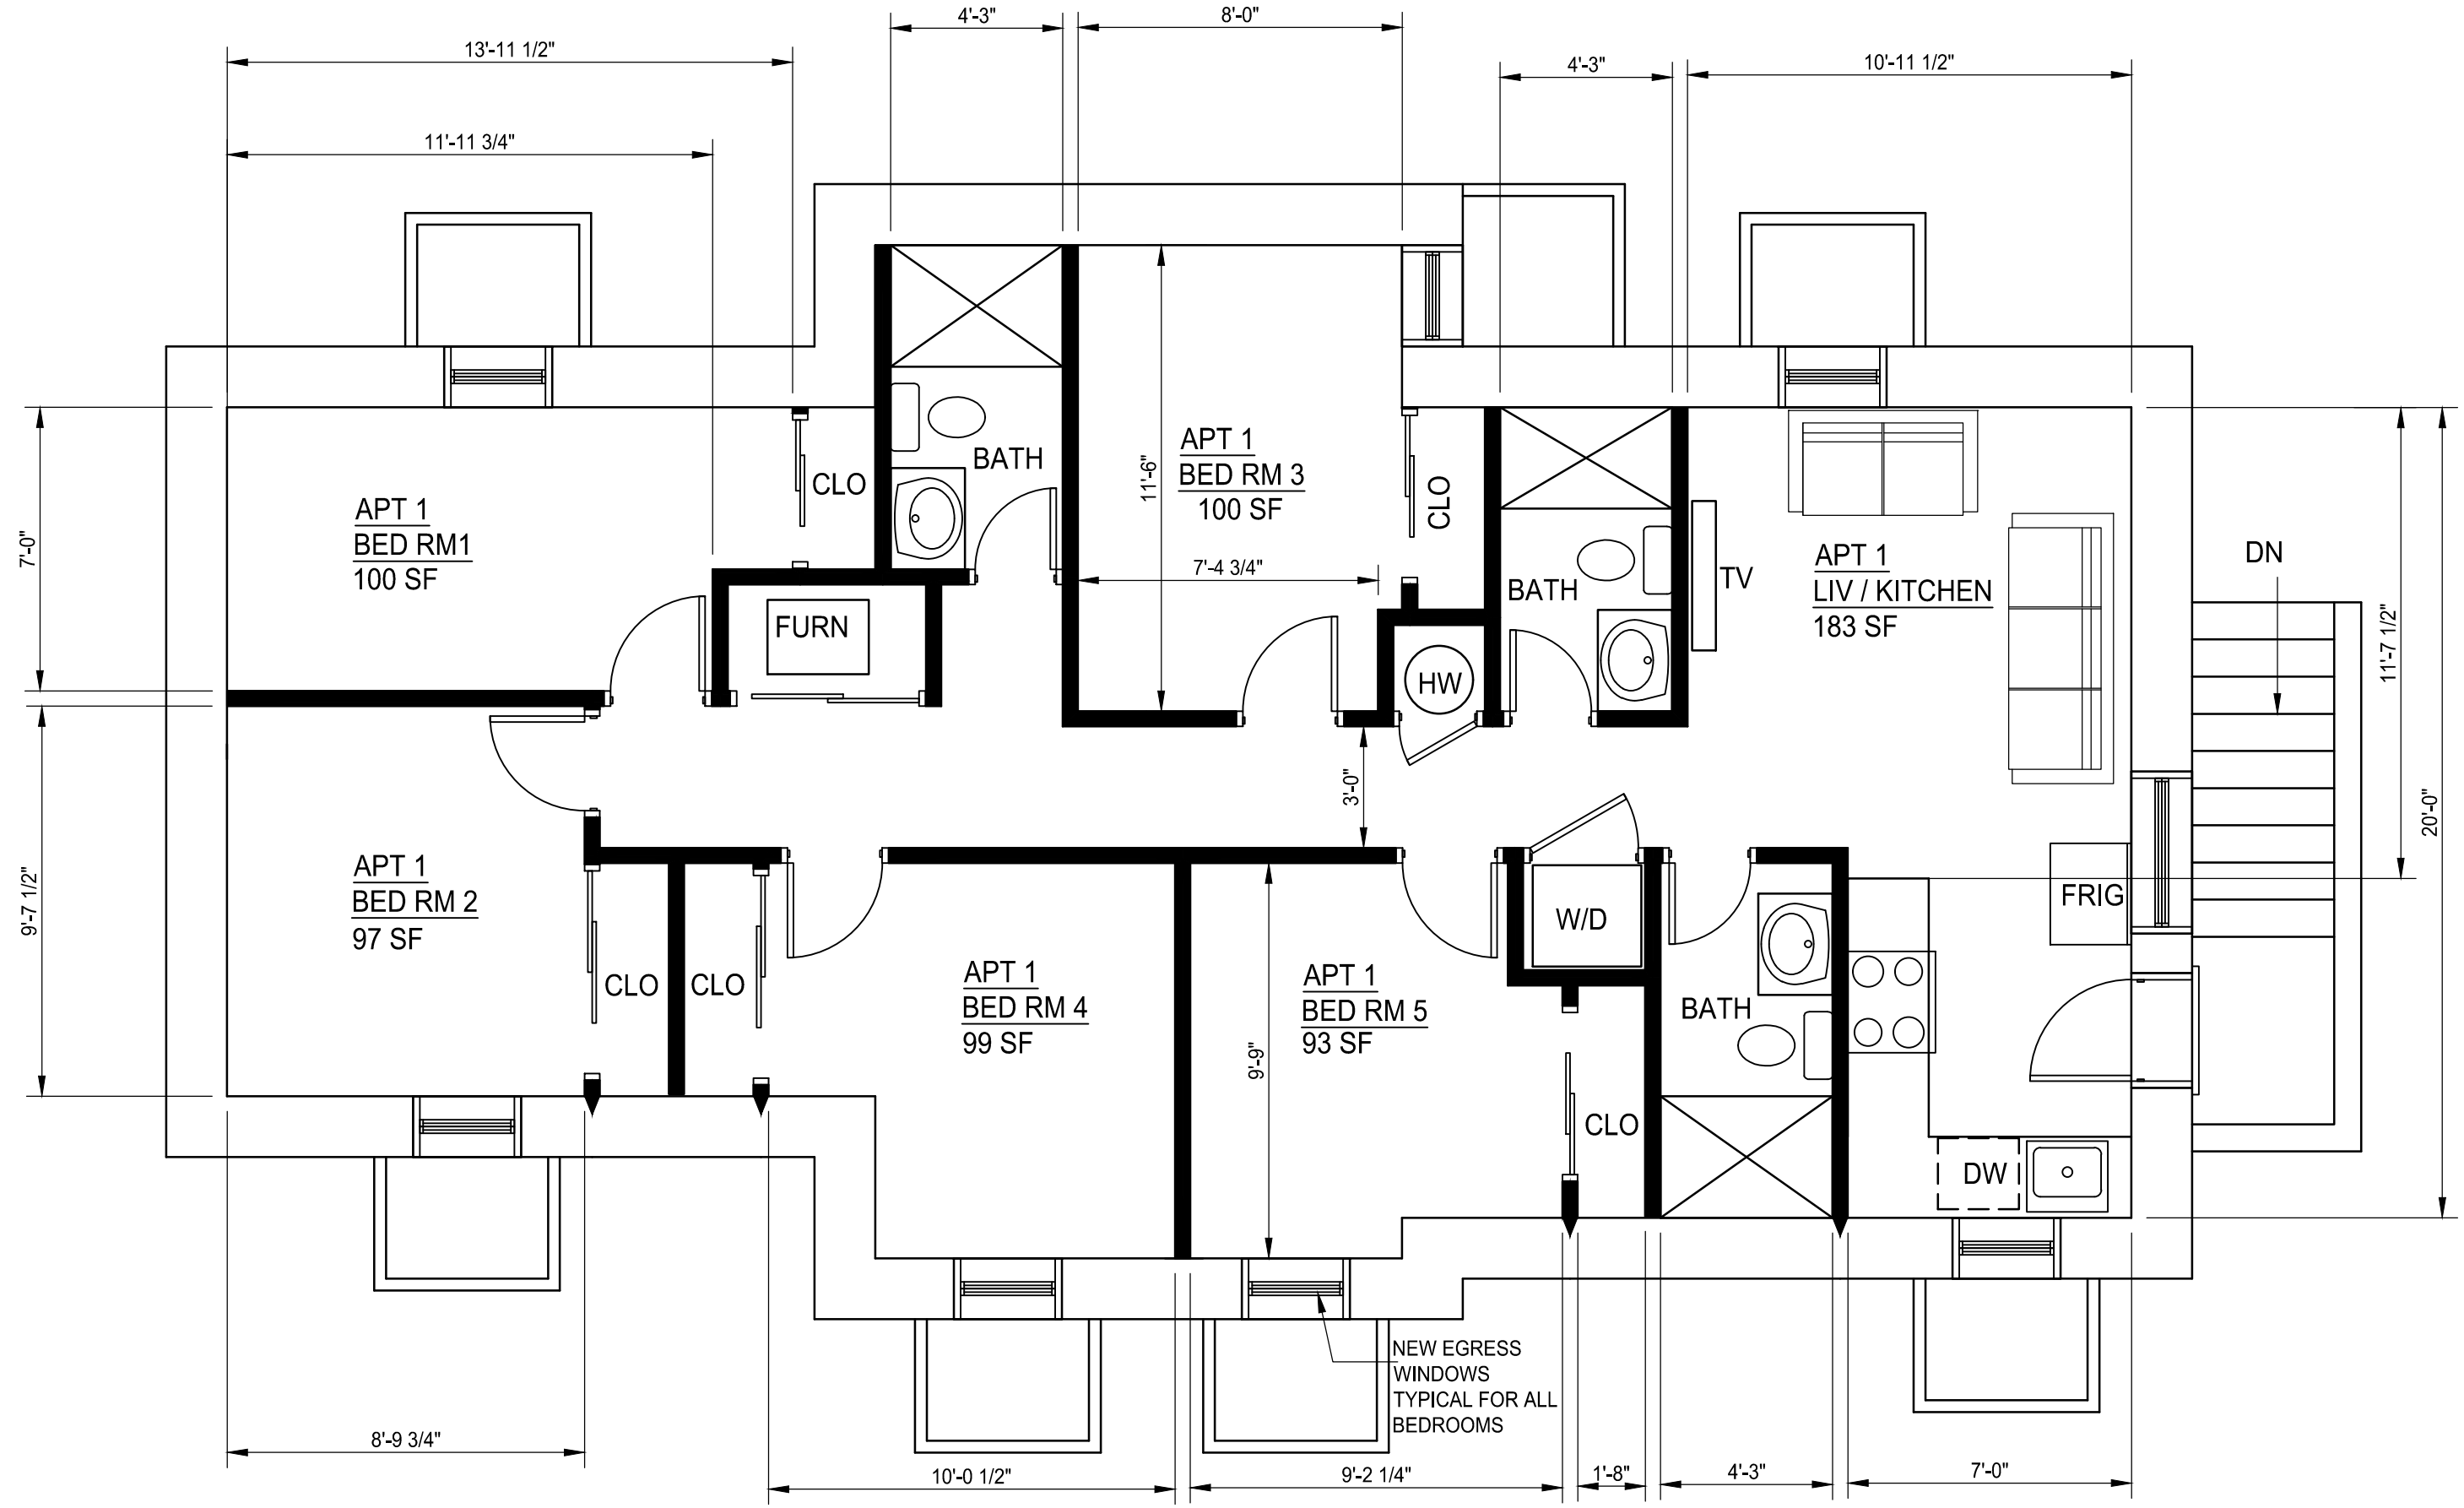 4'-3"
8'-0"
13'-11 1/2"
4'-3"
10'-11 1/2"
11'-11 3/4"
APT 1
BED RM1
100 SF
CLO
BATH
APT 1
BED RM 3
100 SF
11'-6"
7'-4 3/4"
CLO
BATH
TV
APT 1
LIV / KITCHEN
183 SF
DN
7'-0"
FURN
HW
11'-7 1/2"
3'-0"
20'-0"
9'-7 1/2"
APT 1
BED RM 2
97 SF
CLO
CLO
APT 1
BED RM 4
99 SF
APT 1
BED RM 5
93 SF
9'-9"
W/D
BATH
FRIG
CLO
DW
NEW EGRESS
WINDOWS
TYPICAL FOR ALL
BEDROOMS
8'-9 3/4"
10'-0 1/2"
9'-2 1/4"
1'-8"
4'-3"
7'-0"